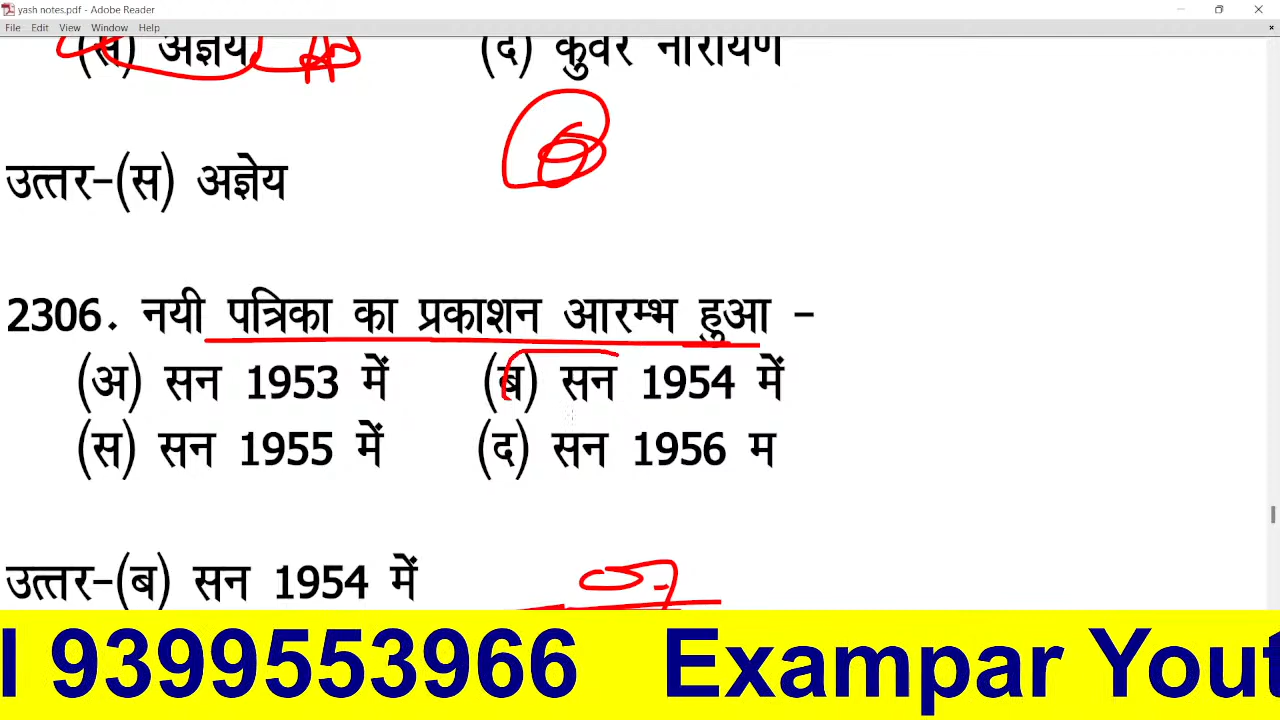 yash notes.pdf - Adobe Reader
File Edit View Window Help
(स) अज्ञेय (द) कुवर नारायण
उत्तर-(स) अज्ञेय
2306. नयी पत्रिका का प्रकाशन आरम्भ हुआ -
(अ) सन 1953 में (ब) सन 1954 में
(स) सन 1955 में (द) सन 1956 म
उत्तर-(ब) सन 1954 में
l 9399553966 Exampar Yout